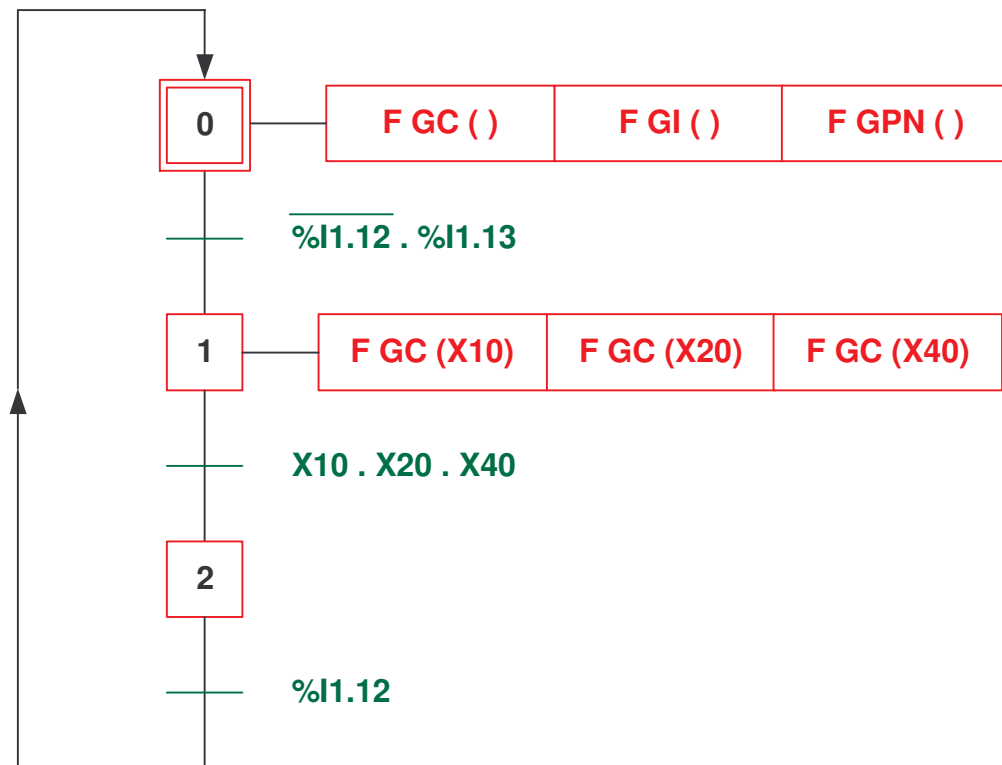 0 F GC ( ) F GI ( ) F GPN ( )
%I1.12 . %I1.13
1 F GC (X10) F GC (X20) F GC (X40)
X10 . X20 . X40
2
%I1.12